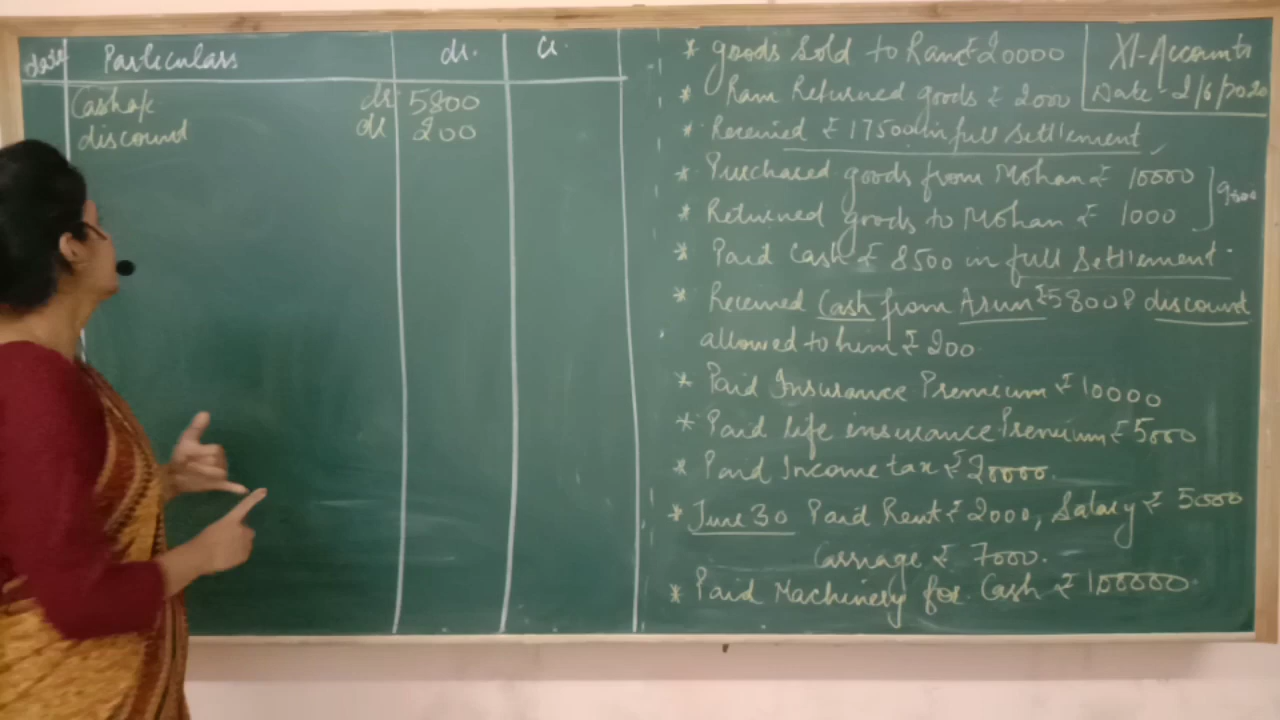 date Particulars dr. Cr.
Cash a/c dr 5800
discount dr 200
XI-Accounts
Date - 2/6/2020
* goods Sold to Ram ₹ 20000
* Ram Returned goods ₹ 2000
* Received ₹ 17500 in full Settlement
* Purchased goods from Mohan ₹ 10000
* Returned goods to Mohan ₹ 1000
9000
* Paid Cash ₹ 8500 in full Settlement.
* Received Cash from Arun ₹ 5800 & discount
allowed to him ₹ 200
* Paid Insurance Premium ₹ 10000
* Paid life insurance Premium ₹ 5000
* Paid Income tax ₹ 20000.
* June 30 Paid Rent ₹ 2000, Salary ₹ 5000
Carriage ₹ 7000.
* Paid Machinery for Cash ₹ 100000.